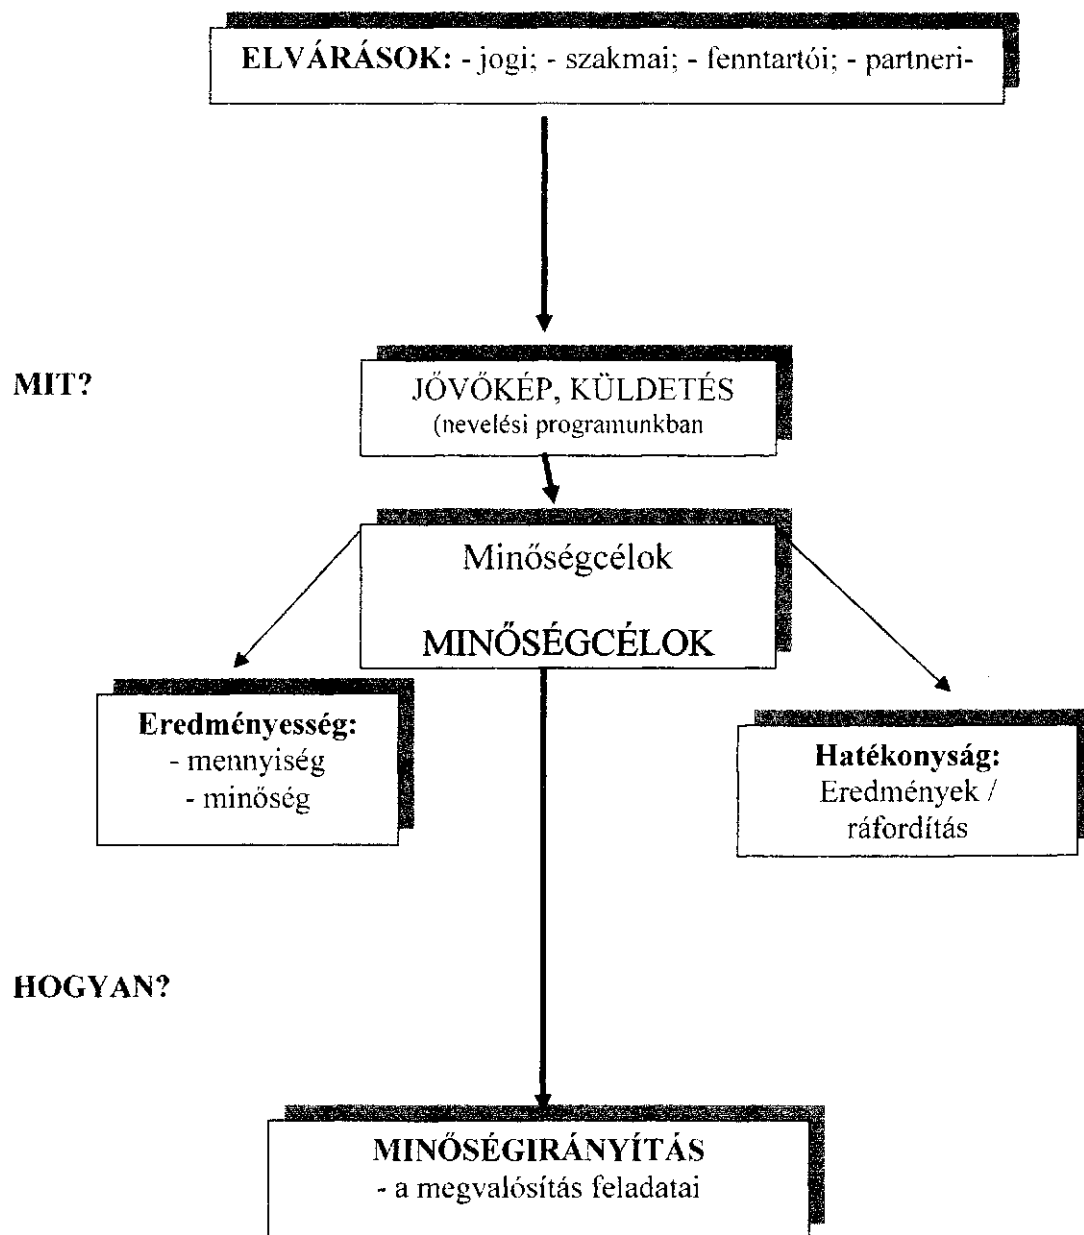 ELVÁRÁSOK: - jogi; - szakmai; - fenntartói; - partneri-
MIT?
JÖVŐKÉP, KÜLDETÉS
(nevelési programunkban
Minőségcélok
MINŐSÉGCÉLOK
Eredményesség:
- mennyiség
- minőség
Hatékonyság:
Eredmények /
ráfordítás
HOGYAN?
MINŐSÉGIRÁNYÍTÁS
- a megvalósítás feladatai